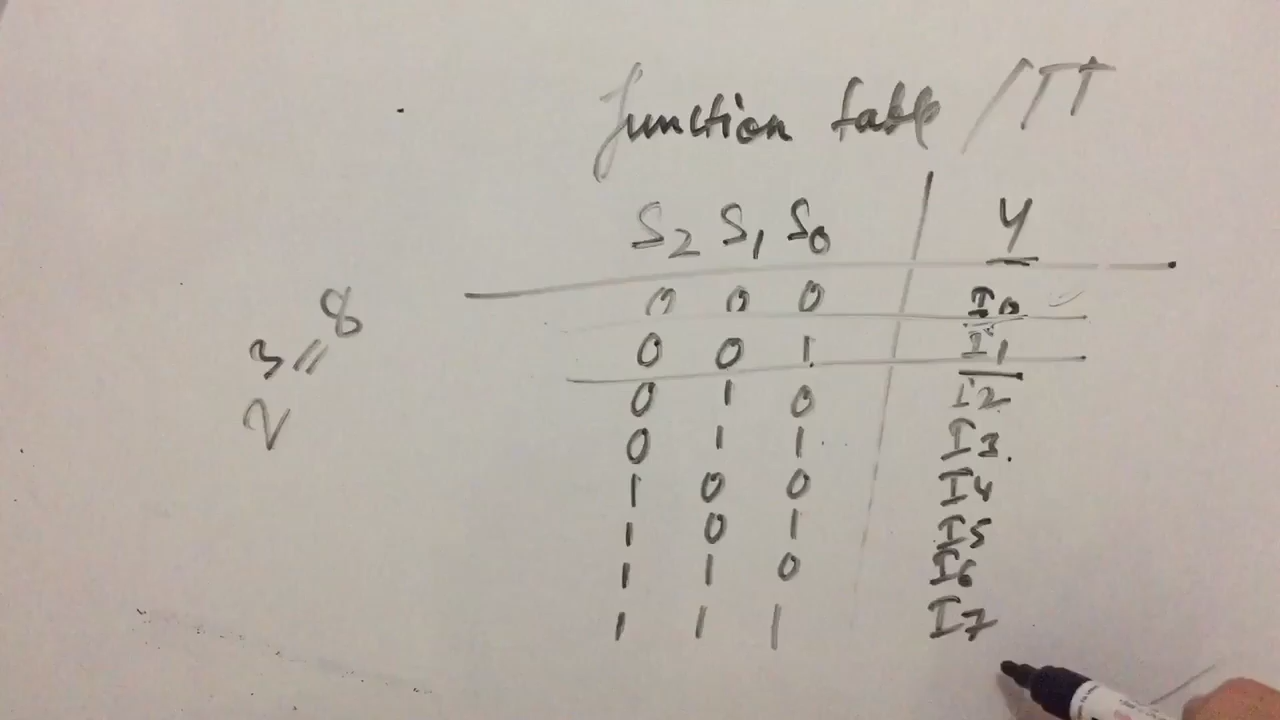 function table / TT
S2 S1 S0 Y
0 0 0 I0
0 0 1 I1
0 1 0 I2
0 1 1 I3
1 0 0 I4
1 0 1 I5
1 1 0 I6
1 1 1 I7
8
3 //
2